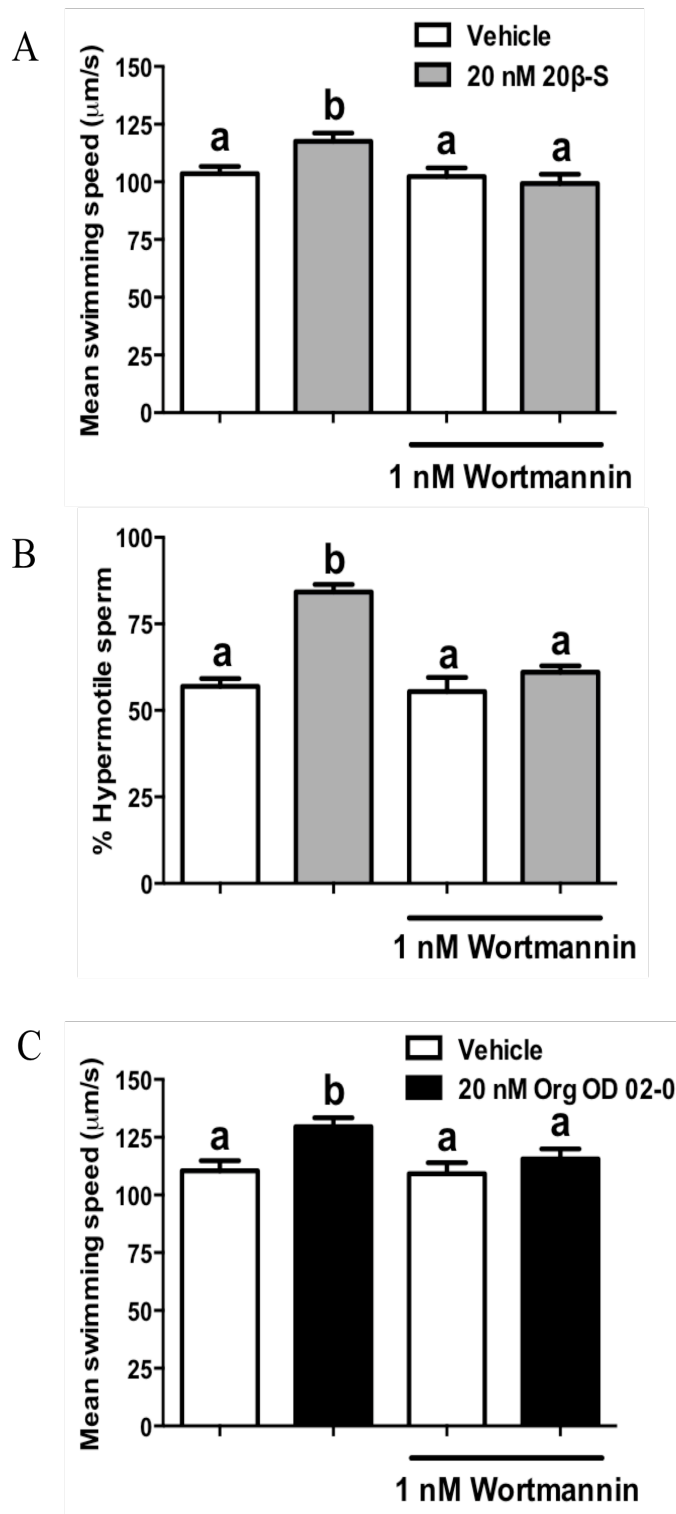 A
Vehicle
20 nM 20β-S
Mean swimming speed (μm/s)
150
125
100
75
50
25
0
a
b
a
a
1 nM Wortmannin
B
% Hypermotile sperm
100
75
50
25
0
a
b
a
a
1 nM Wortmannin
C
Vehicle
20 nM Org OD 02-0
Mean swimming speed (μm/s)
150
125
100
75
50
25
0
a
b
a
a
1 nM Wortmannin